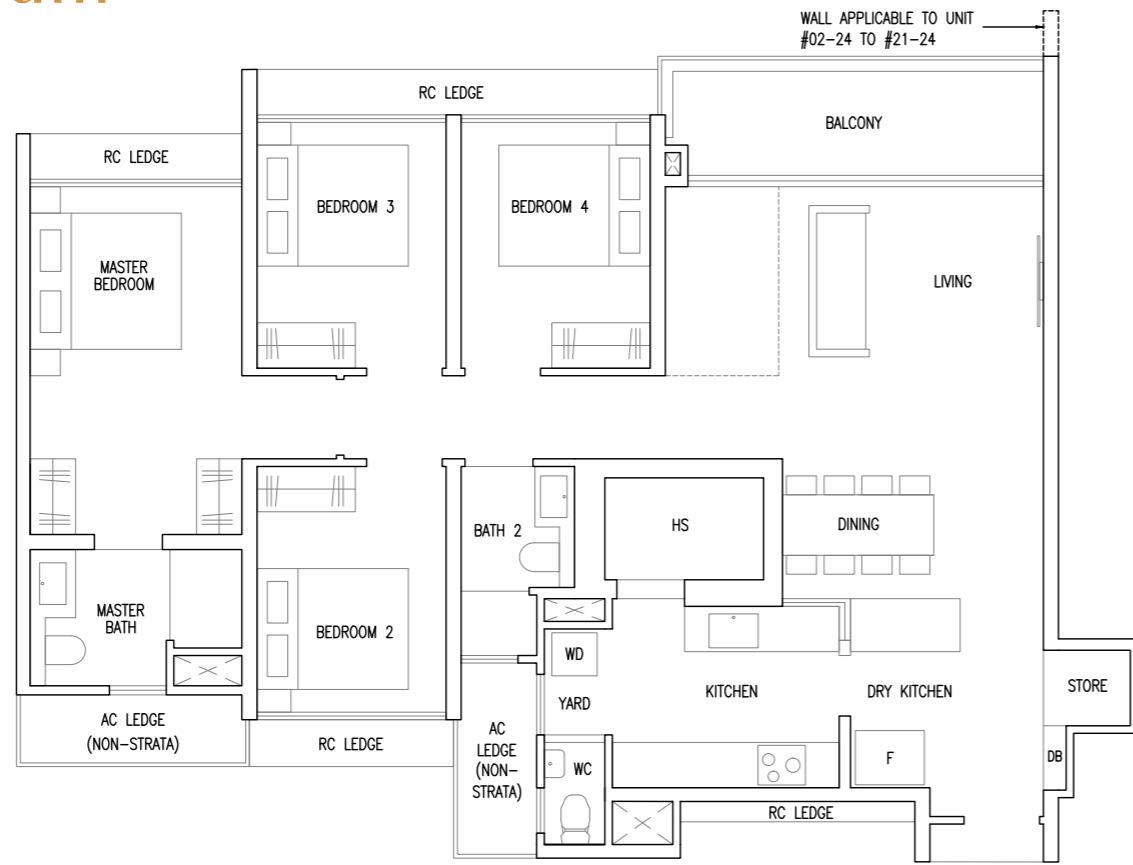 WALL APPLICABLE TO UNIT
#02-24 TO #21-24
RC LEDGE
BALCONY
RC LEDGE
BEDROOM 3
BEDROOM 4
MASTER
BEDROOM
LIVING
BATH 2
HS
DINING
MASTER
BATH
BEDROOM 2
WD
YARD
KITCHEN
DRY KITCHEN
STORE
AC LEDGE
(NON-STRATA)
RC LEDGE
AC
LEDGE
(NON-
STRATA)
WC
F
DB
RC LEDGE